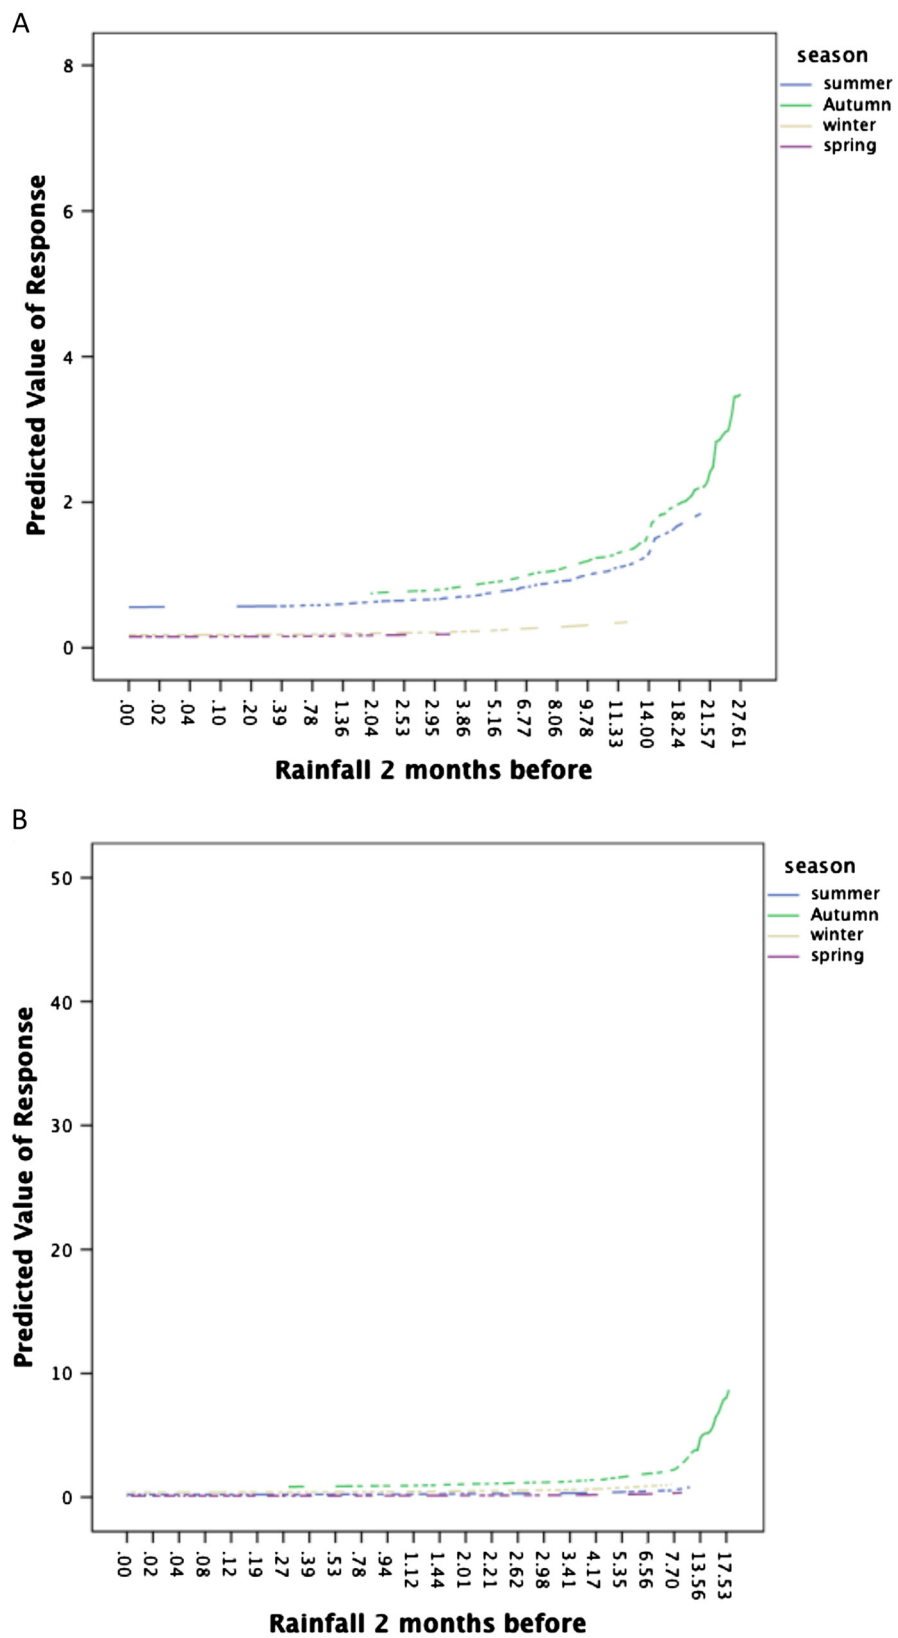 A
8
6
4
2
0
Predicted Value of Response
.00 .02 .04 .10 .20 .39 .78 1.36 2.04 2.53 2.95 3.86 5.16 6.77 8.06 9.78 11.33 14.00 18.24 21.57 27.61
Rainfall 2 months before
season
summer
Autumn
winter
spring
B
50
40
30
20
10
0
Predicted Value of Response
.00 .02 .04 .08 .12 .19 .27 .39 .53 .78 .94 1.12 1.44 2.01 2.21 2.62 2.98 3.41 4.17 5.35 6.56 7.70 13.56 17.53
Rainfall 2 months before
season
summer
Autumn
winter
spring